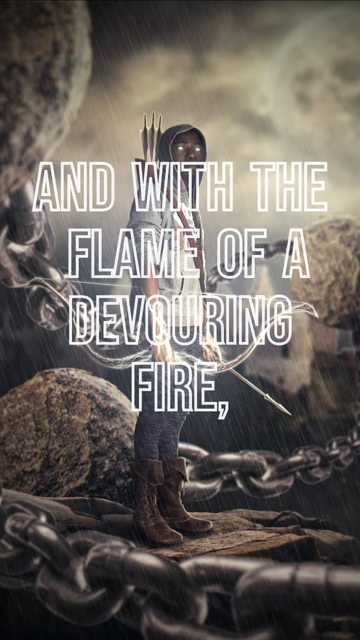 AND WITH THE
FLAME OF A
DEVOURING
FIRE,